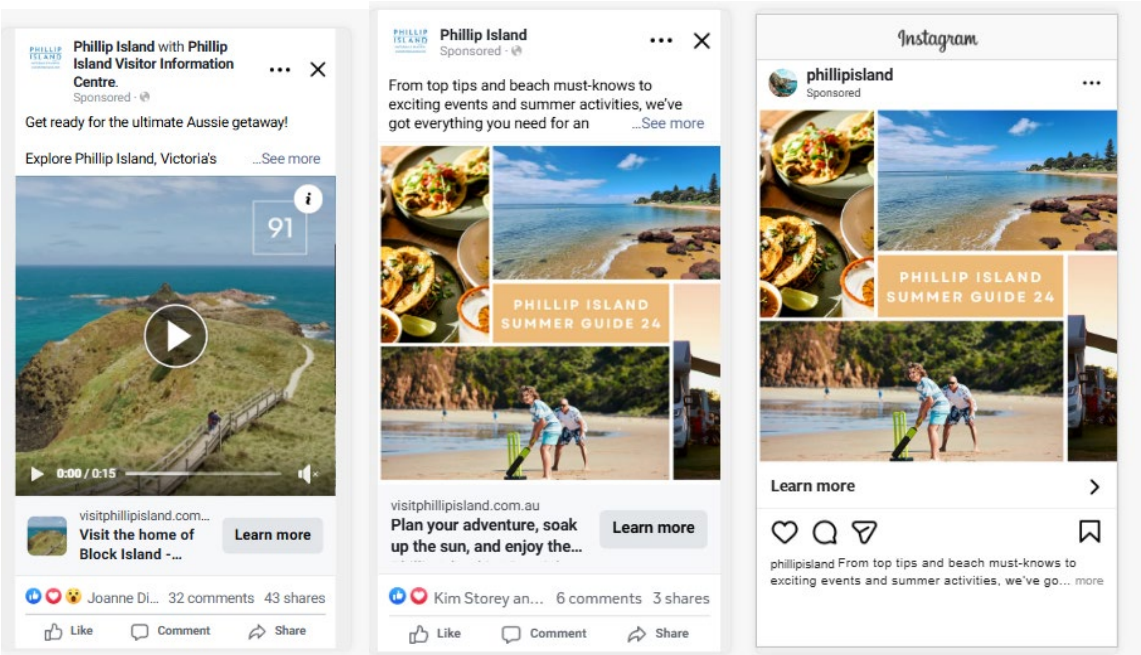 PHILLIP
ISLAND
Phillip Island with Phillip
Island Visitor Information
Centre.
Sponsored ·
Get ready for the ultimate Aussie getaway!
Explore Phillip Island, Victoria's ...See more
i
91
0:00 / 0:15
visitphillipisland.com...
Visit the home of
Block Island -...
Learn more
Joanne Di... 32 comments 43 shares
Like Comment Share
PHILLIP
ISLAND
Phillip Island
Sponsored ·
From top tips and beach must-knows to
exciting events and summer activities, we've
got everything you need for an ...See more
PHILLIP ISLAND
SUMMER GUIDE 24
visitphillipisland.com.au
Plan your adventure, soak
up the sun, and enjoy the...
Learn more
Kim Storey an... 6 comments 3 shares
Like Comment Share
Instagram
phillipisland
Sponsored
PHILLIP ISLAND
SUMMER GUIDE 24
Learn more
phillipisland From top tips and beach must-knows to
exciting events and summer activities, we've go... more